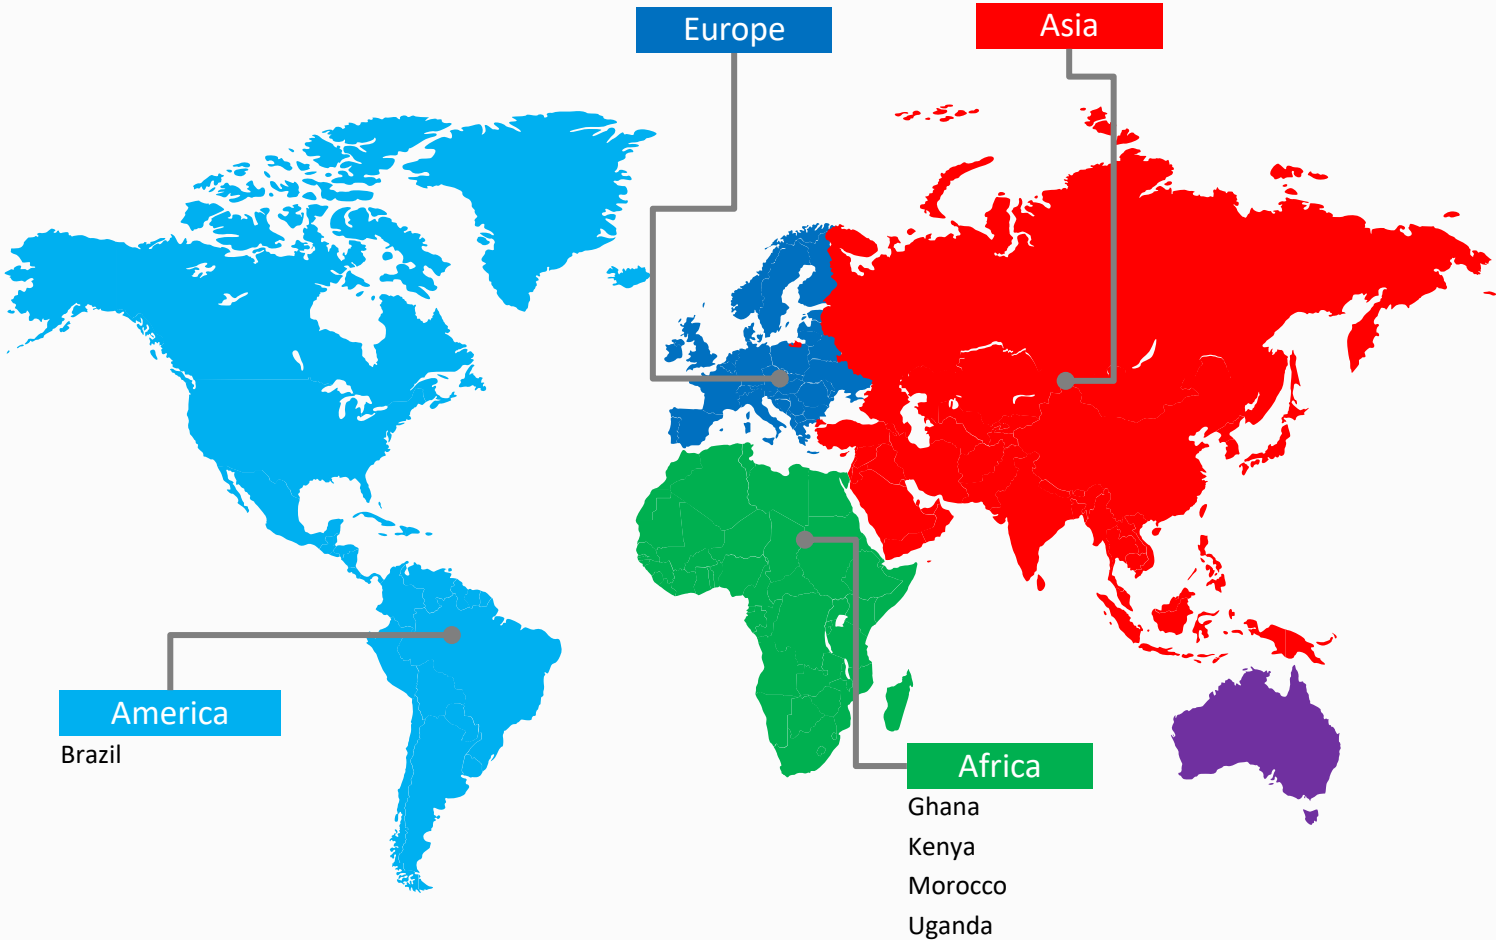 Europe
Asia
America
Brazil
Africa
Ghana
Kenya
Morocco
Uganda